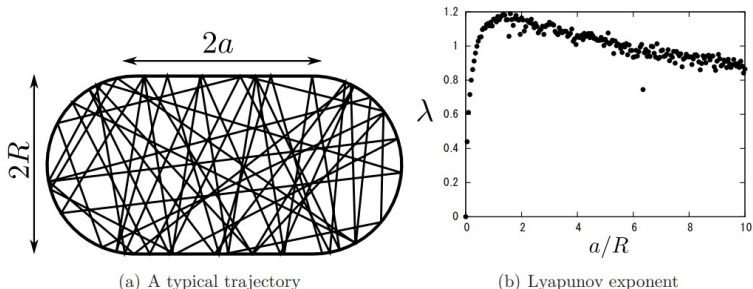 2a
2R
(a) A typical trajectory
1.2
1
0.8
0.6
0.4
0.2
0
λ
0 2 4 6 8 10
a/R
(b) Lyapunov exponent